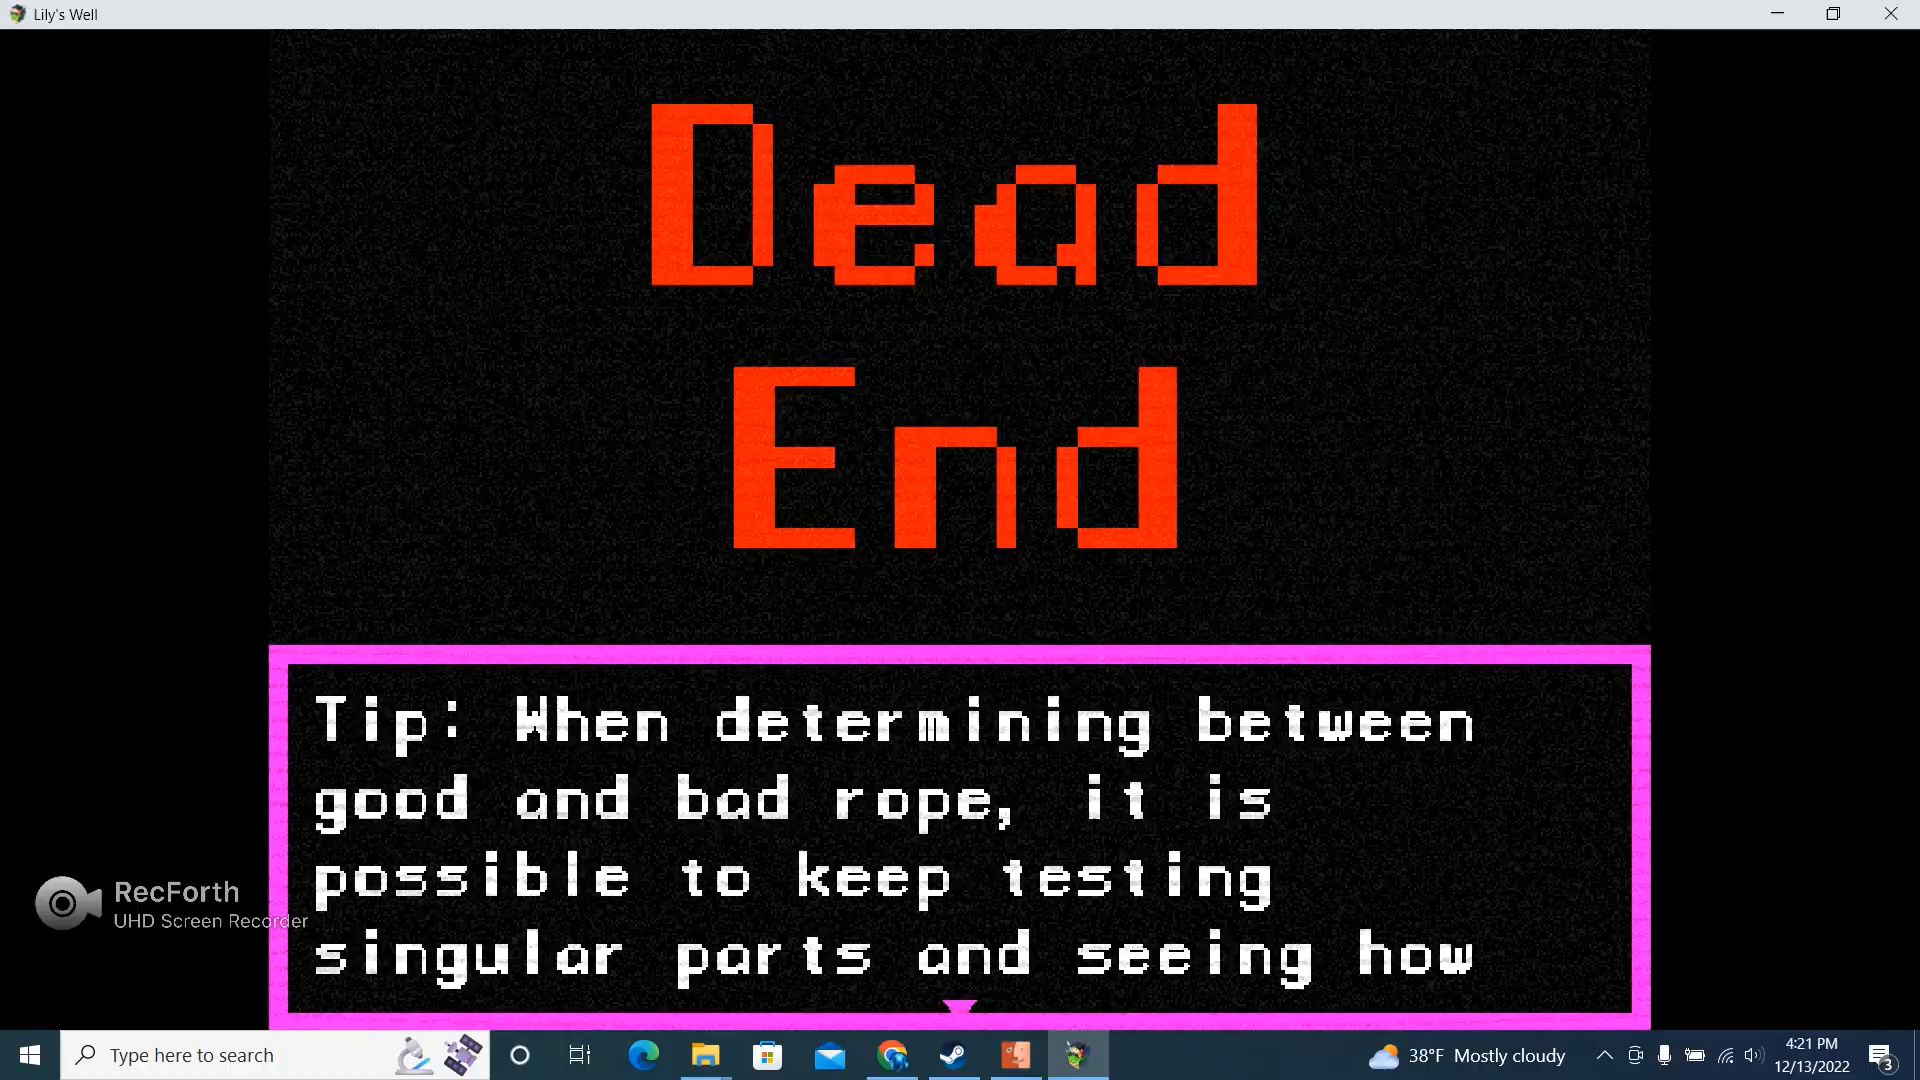 Lily's Well
Dead
End
Tip: When determining between
good and bad rope, it is
possible to keep testing
singular parts and seeing how
RecForth
UHD Screen Recorder
Type here to search
38°F Mostly cloudy
4:21 PM
12/13/2022
3